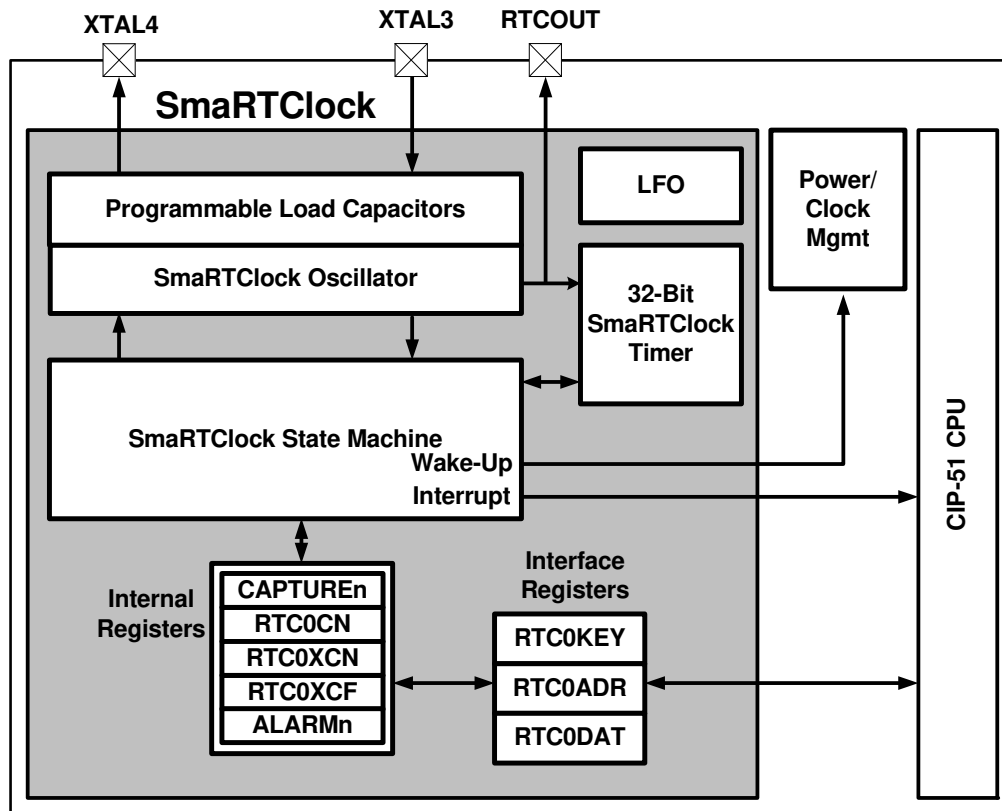 XTAL4
XTAL3
RTCOUT
SmaRTClock
Programmable Load Capacitors
SmaRTClock Oscillator
LFO
Power/
Clock
Mgmt
32-Bit
SmaRTClock
Timer
SmaRTClock State Machine
Wake-Up
Interrupt
CIP-51 CPU
Internal
Registers
CAPTUREn
RTC0CN
RTC0XCN
RTC0XCF
ALARMn
Interface
Registers
RTC0KEY
RTC0ADR
RTC0DAT